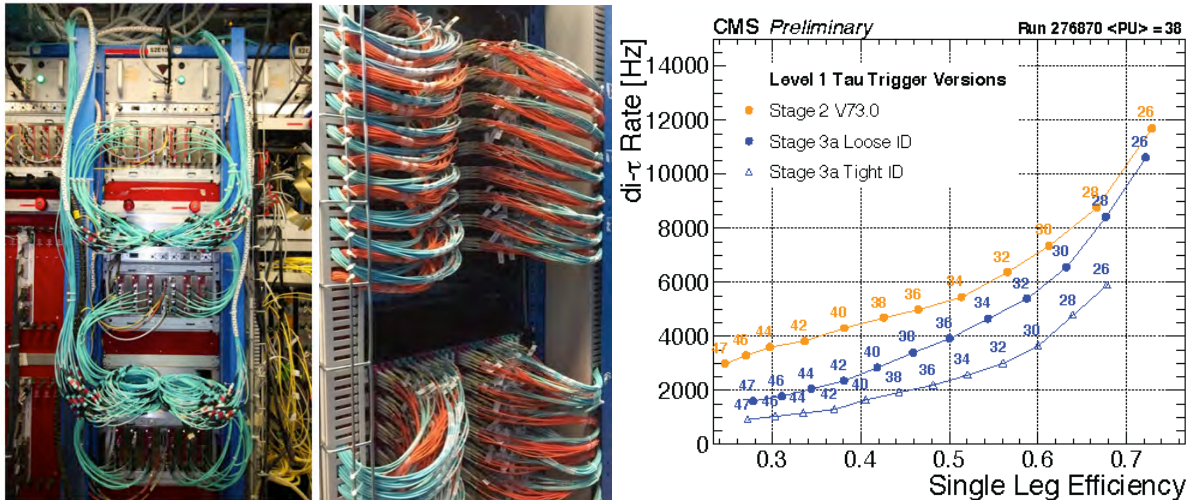 S2E10
CMS Preliminary
Run 276870 <PU> = 38
di-τ Rate [Hz]
14000
12000
10000
8000
6000
4000
2000
0
Level 1 Tau Trigger Versions
Stage 2 V73.0
Stage 3a Loose ID
Stage 3a Tight ID
47 46 44 42 40 38 36 34 32 30 28 26
47 46 44 42 40 38 36 34 32 30 28 26
47 46 44 42 40 38 36 34 32 30 28 26
0.3 0.4 0.5 0.6 0.7
Single Leg Efficiency